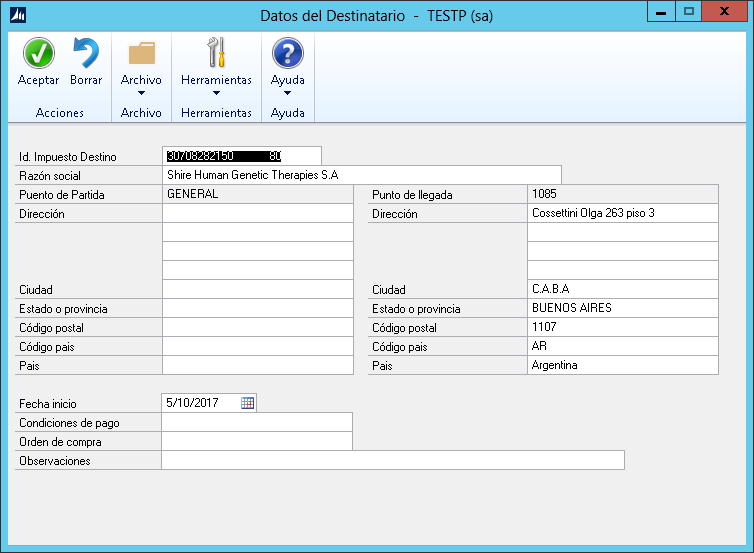 Datos del Destinatario - TESTP (sa)
Aceptar Borrar Archivo Herramientas Ayuda
Acciones Archivo Herramientas Ayuda
Id. Impuesto Destino 30708282150 80
Razón social Shire Human Genetic Therapies S.A
Puento de Partida GENERAL Punto de llegada 1085
Dirección Dirección Cossettini Olga 263 piso 3
Ciudad Ciudad C.A.B.A
Estado o provincia Estado o provincia BUENOS AIRES
Código postal Código postal 1107
Código pais Código pais AR
Pais Pais Argentina
Fecha inicio 5/10/2017
Condiciones de pago
Orden de compra
Observaciones